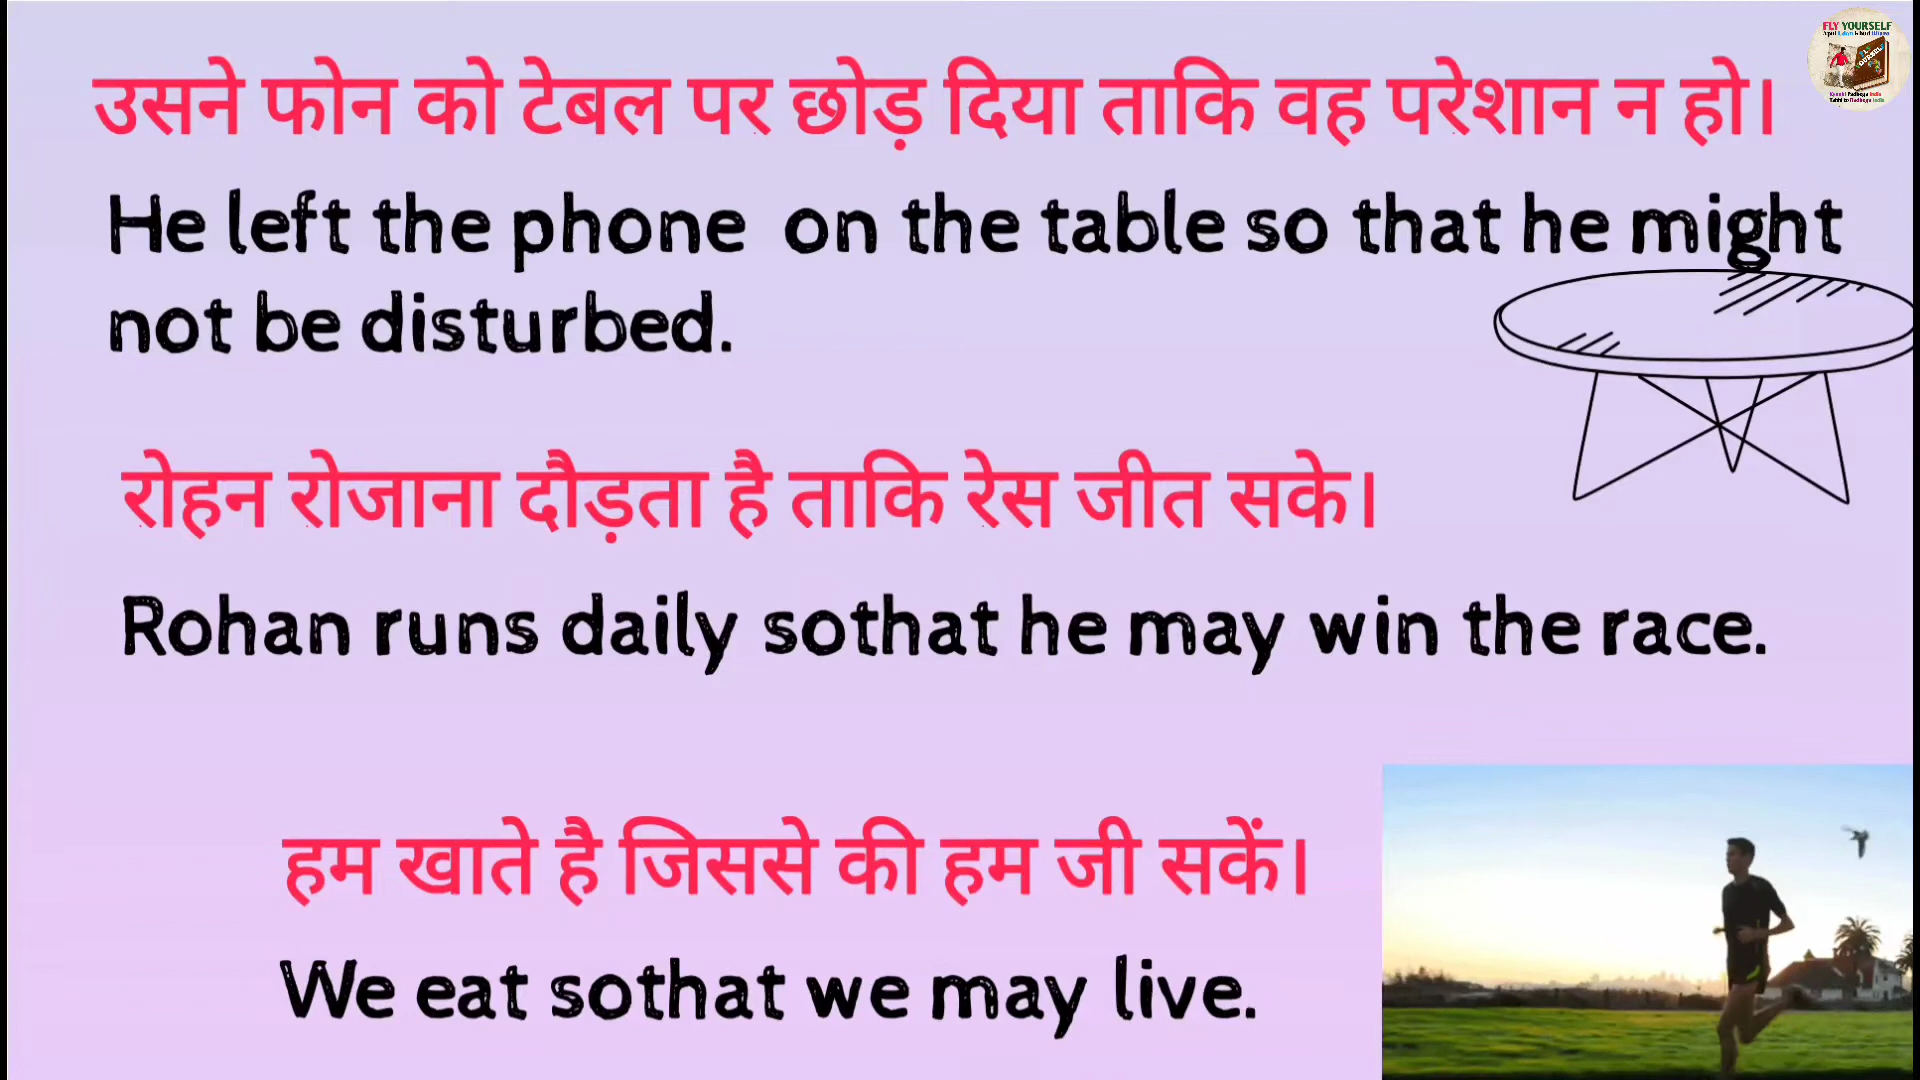 FLY YOURSELF
उसने फोन को टेबल पर छोड़ दिया ताकि वह परेशान न हो।
He left the phone on the table so that he might
not be disturbed.
रोहन रोजाना दौड़ता है ताकि रेस जीत सके।
Rohan runs daily sothat he may win the race.
हम खाते है जिससे की हम जी सकें।
We eat sothat we may live.